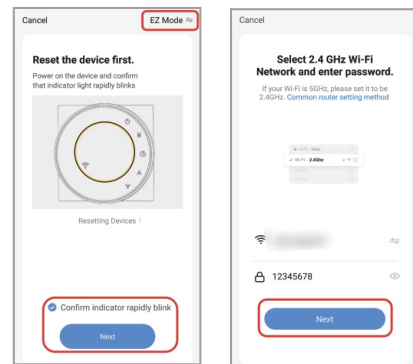 Cancel
EZ Mode
Reset the device first.
Power on the device and confirm
that indicator light rapidly blinks
Resetting Devices >
Confirm indicator rapidly blink
Next
Cancel
Select 2.4 GHz Wi-Fi
Network and enter password.
If your Wi-Fi is 5GHz, please set it to be
2.4GHz. Common router setting method
Wi-Fi - 5Ghz
Wi-Fi - 2.4Ghz
12345678
Next